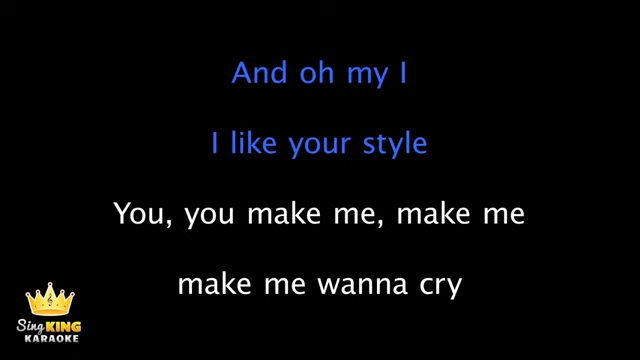 And oh my I
I like your style
You, you make me, make me
make me wanna cry
Sing KING
KARAOKE